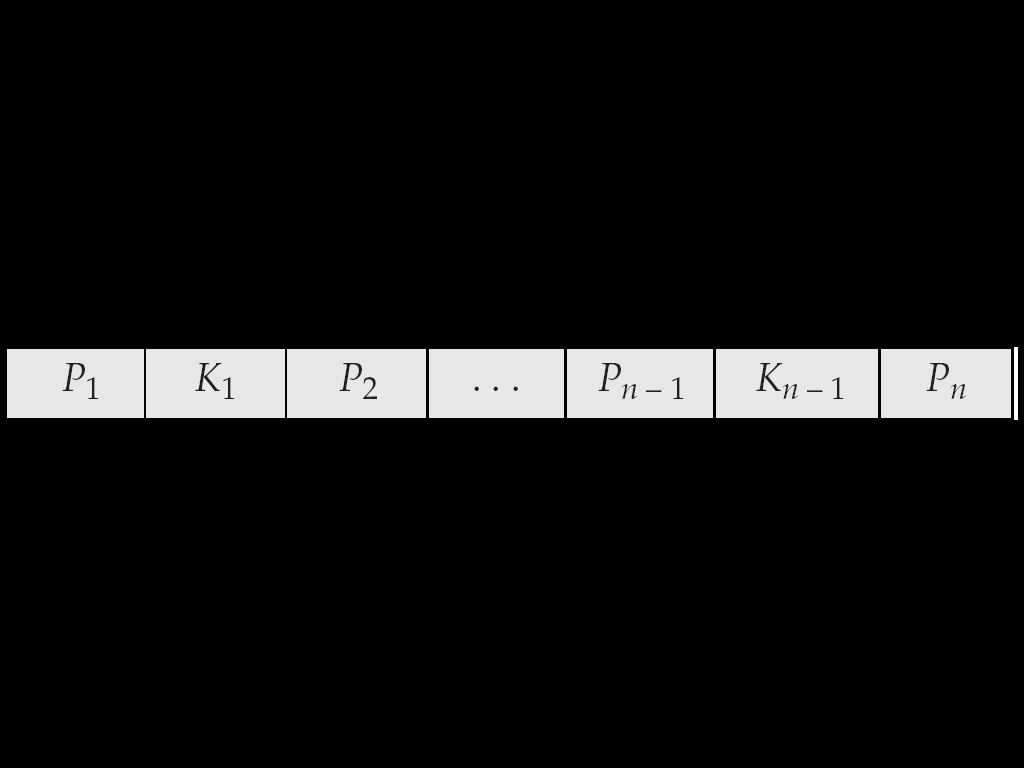 P₁ K₁ P₂ . . . Pₙ₋₁ Kₙ₋₁ Pₙ